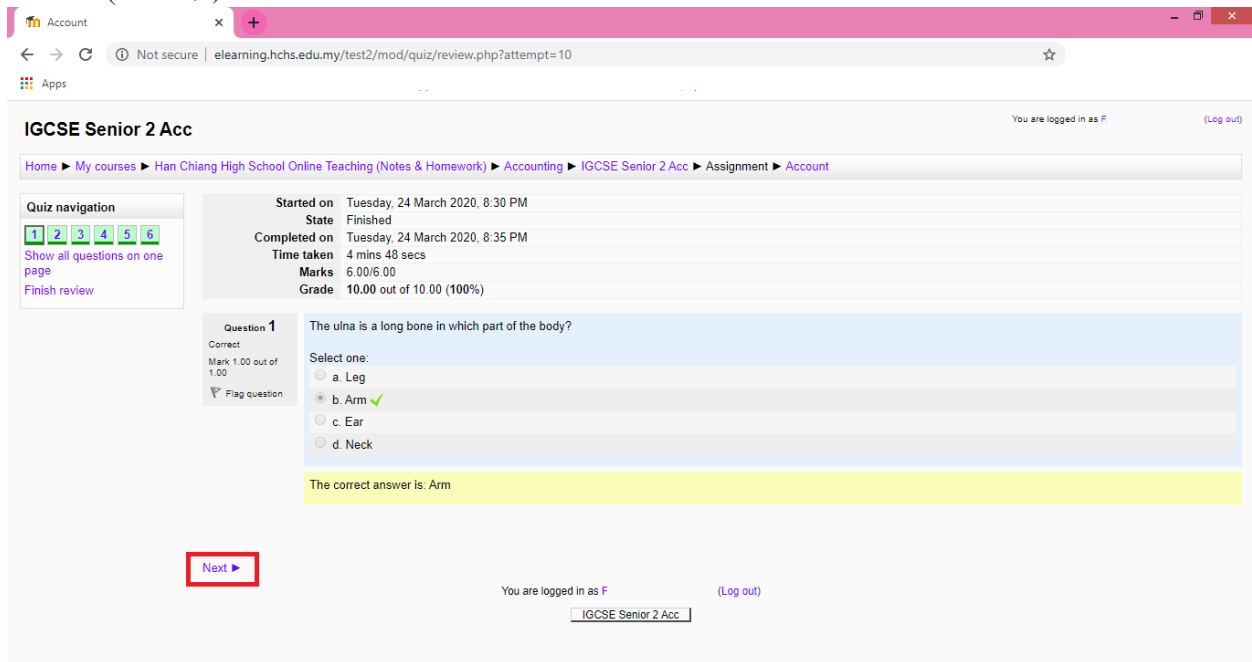 Account
Not secure | elearning.hchs.edu.my/test2/mod/quiz/review.php?attempt=10
Apps
You are logged in as F (Log out)
IGCSE Senior 2 Acc
Home ► My courses ► Han Chiang High School Online Teaching (Notes & Homework) ► Accounting ► IGCSE Senior 2 Acc ► Assignment ► Account
Quiz navigation
1 2 3 4 5 6
Show all questions on one
page
Finish review
Started on Tuesday, 24 March 2020, 8:30 PM
State Finished
Completed on Tuesday, 24 March 2020, 8:35 PM
Time taken 4 mins 48 secs
Marks 6.00/6.00
Grade 10.00 out of 10.00 (100%)
Question 1
Correct
Mark 1.00 out of
1.00
Flag question
The ulna is a long bone in which part of the body?
Select one:
a. Leg
b. Arm
c. Ear
d. Neck
The correct answer is: Arm
Next ►
You are logged in as F (Log out)
IGCSE Senior 2 Acc